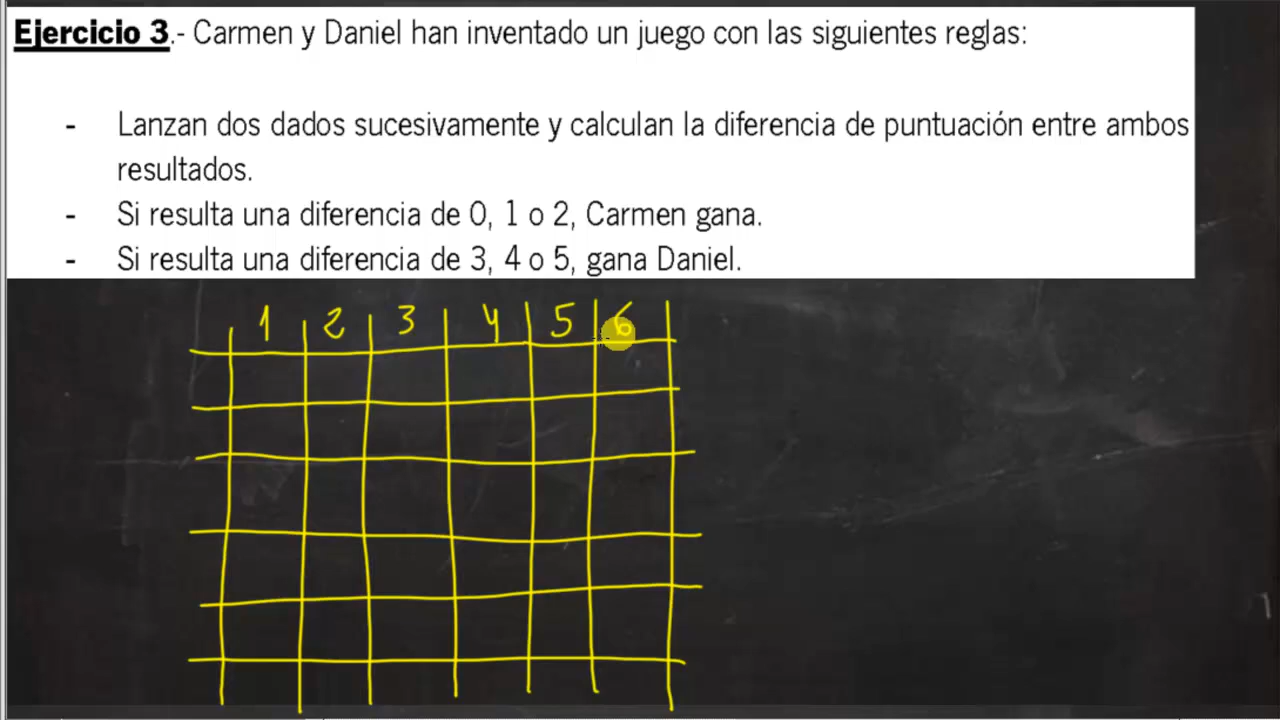 Ejercicio 3.- Carmen y Daniel han inventado un juego con las siguientes reglas:
- Lanzan dos dados sucesivamente y calculan la diferencia de puntuación entre ambos
resultados.
- Si resulta una diferencia de 0, 1 o 2, Carmen gana.
- Si resulta una diferencia de 3, 4 o 5, gana Daniel.
1 2 3 4 5 6